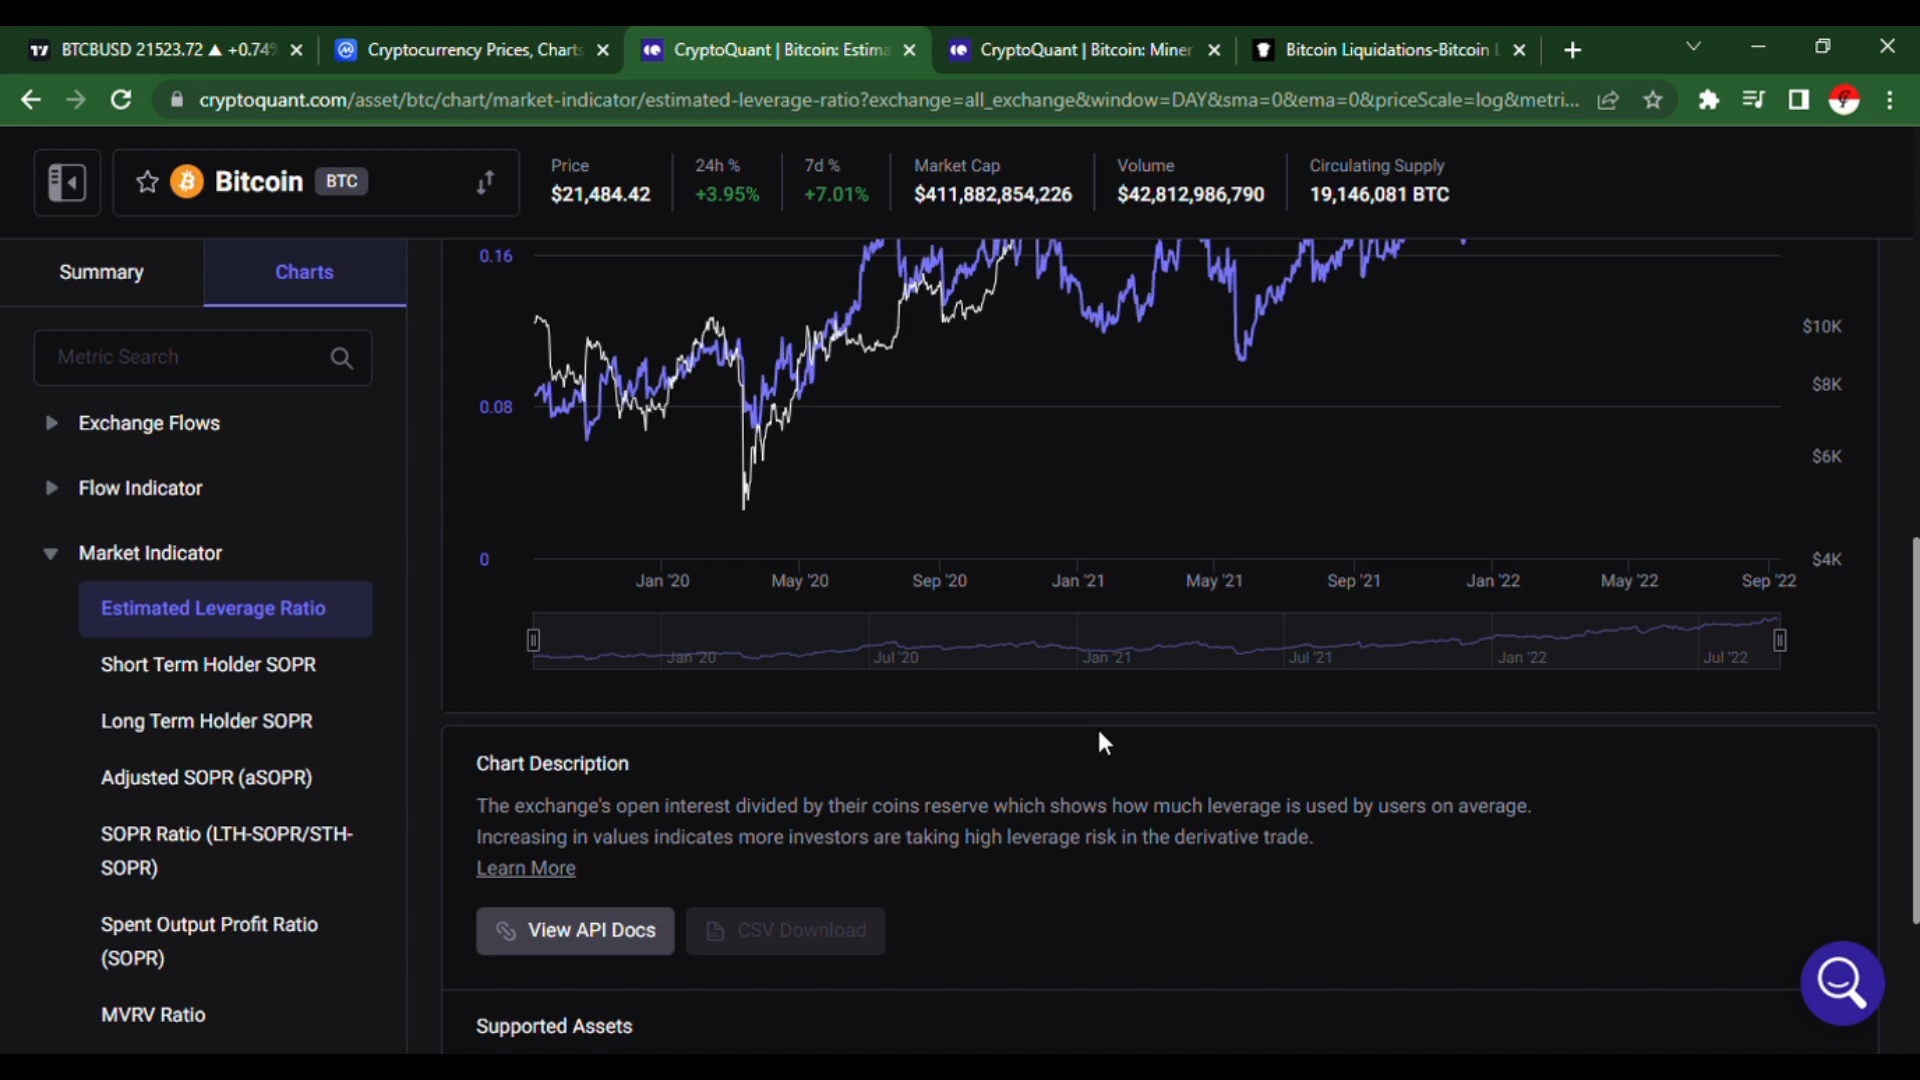 BTCBUSD 21523.72 ▲ +0.74%
Cryptocurrency Prices, Charts
CryptoQuant | Bitcoin: Estima
CryptoQuant | Bitcoin: Miner
Bitcoin Liquidations-Bitcoin L
cryptoquant.com/asset/btc/chart/market-indicator/estimated-leverage-ratio?exchange=all_exchange&window=DAY&sma=0&ema=0&priceScale=log&metri...
Bitcoin BTC
Price
$21,484.42
24h %
+3.95%
7d %
+7.01%
Market Cap
$411,882,854,226
Volume
$42,812,986,790
Circulating Supply
19,146,081 BTC
Summary
Charts
Metric Search
Exchange Flows
Flow Indicator
Market Indicator
Estimated Leverage Ratio
Short Term Holder SOPR
Long Term Holder SOPR
Adjusted SOPR (aSOPR)
SOPR Ratio (LTH-SOPR/STH-
SOPR)
Spent Output Profit Ratio
(SOPR)
MVRV Ratio
0.16
0.08
0
$10K
$8K
$6K
$4K
Jan '20 May '20 Sep '20 Jan '21 May '21 Sep '21 Jan '22 May '22 Sep '22
Jan '20 Jul '20 Jan '21 Jul '21 Jan '22 Jul '22
Chart Description
The exchange's open interest divided by their coins reserve which shows how much leverage is used by users on average.
Increasing in values indicates more investors are taking high leverage risk in the derivative trade.
Learn More
View API Docs
CSV Download
Supported Assets